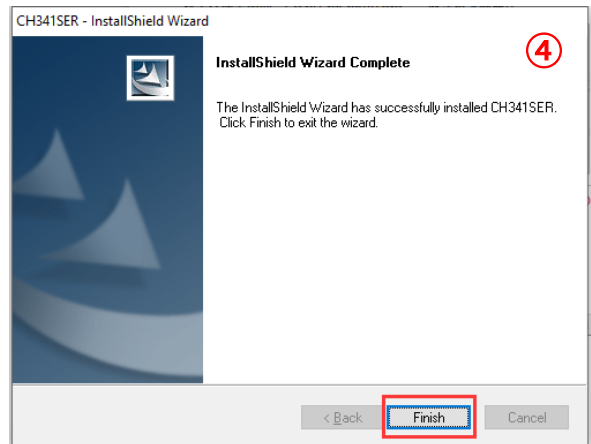 CH341SER - InstallShield Wizard
④
InstallShield Wizard Complete
The InstallShield Wizard has successfully installed CH341SER.
Click Finish to exit the wizard.
< Back
Finish
Cancel